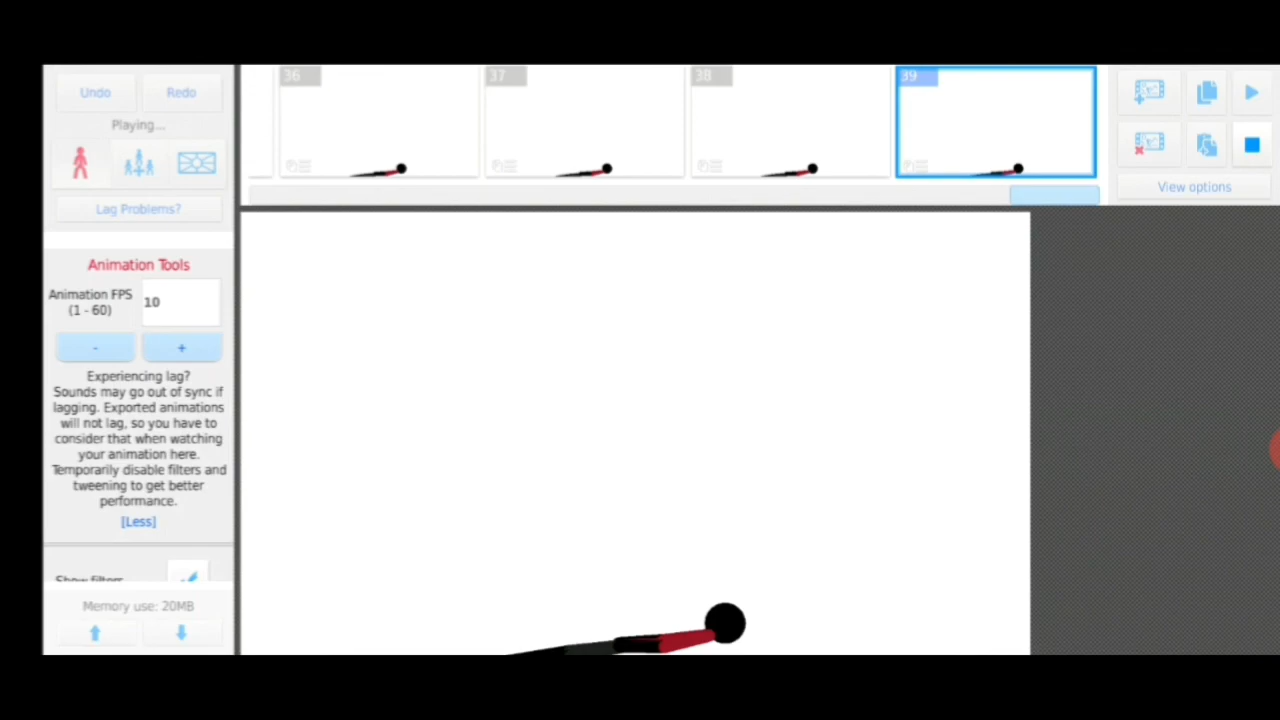 Undo Redo
Playing...
Lag Problems?
36 37 38 39
View options
Animation Tools
Animation FPS
(1 - 60)
10
- +
Experiencing lag?
Sounds may go out of sync if
lagging. Exported animations
will not lag, so you have to
consider that when watching
your animation here.
Temporarily disable filters and
tweening to get better
performance.
[Less]
Show filters
Memory use: 20MB